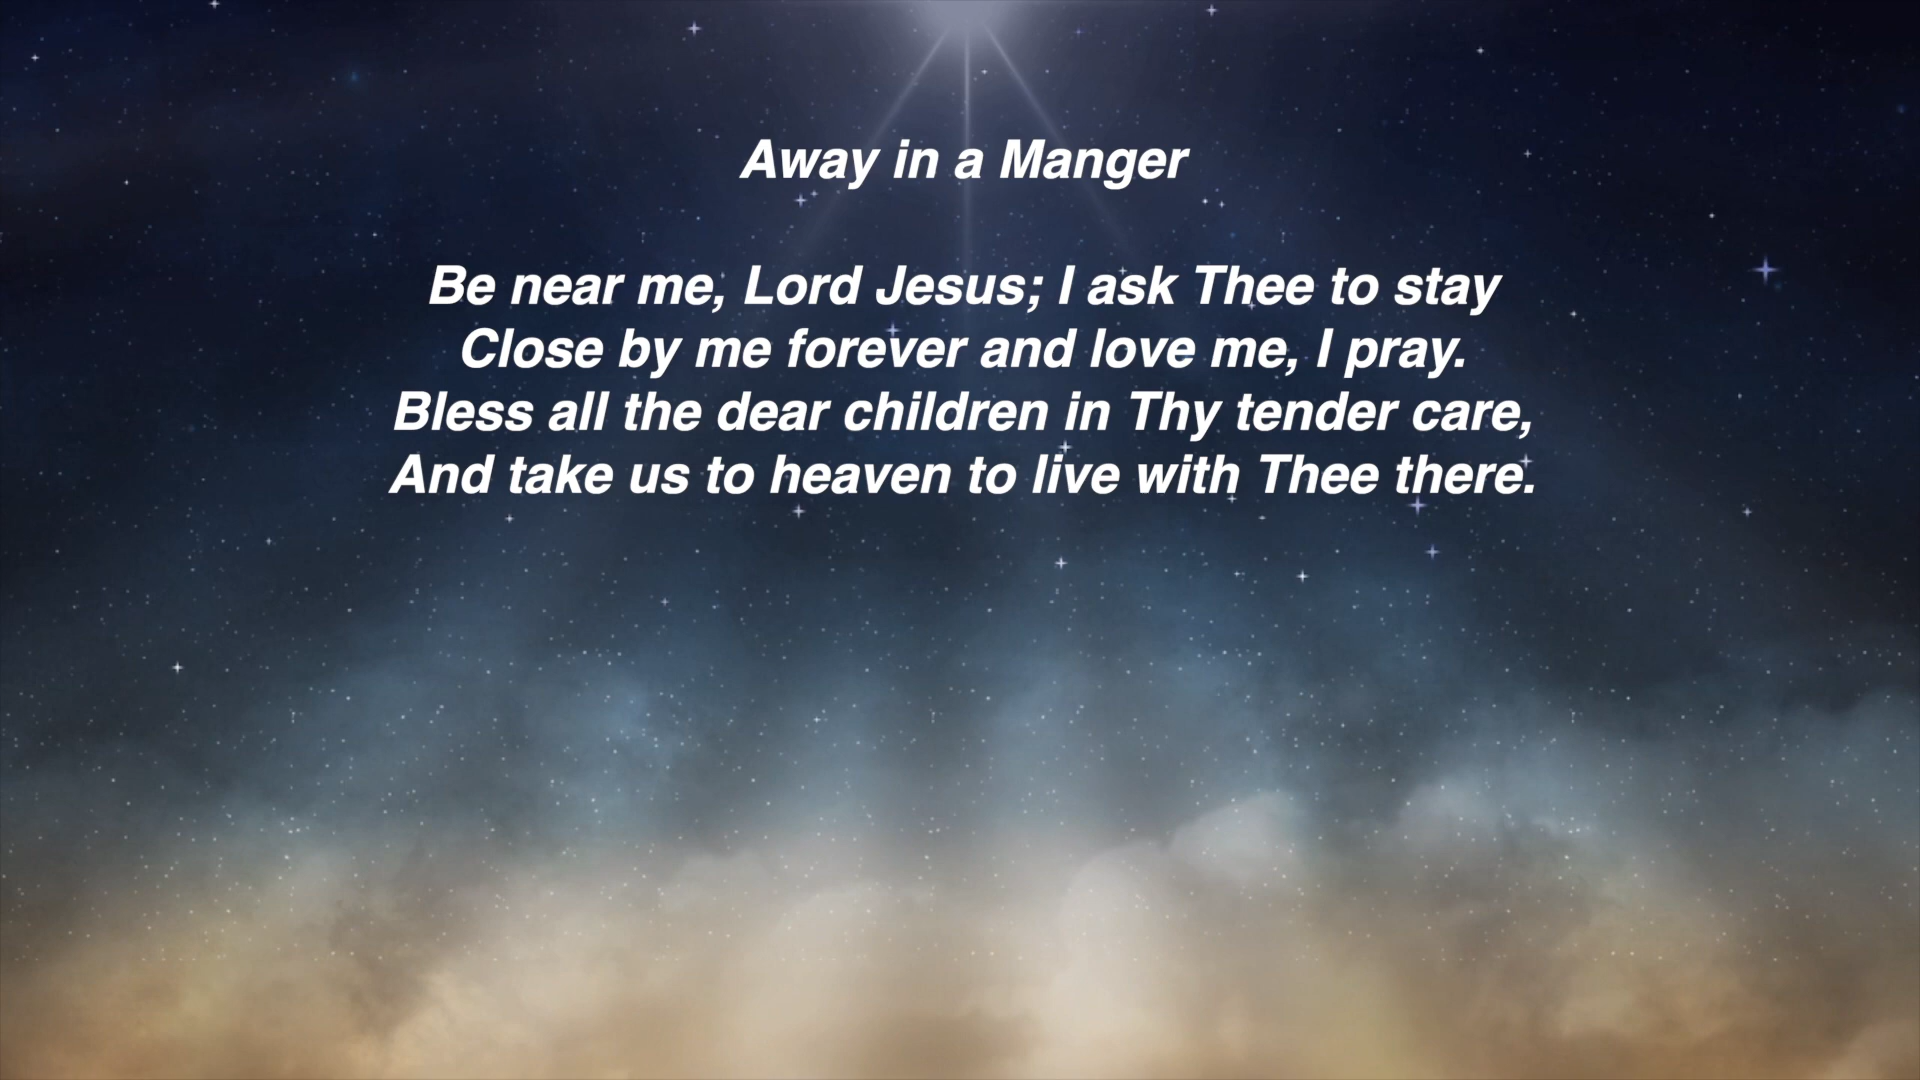 Away in a Manger
Be near me, Lord Jesus; I ask Thee to stay
Close by me forever and love me, I pray.
Bless all the dear children in Thy tender care,
And take us to heaven to live with Thee there.